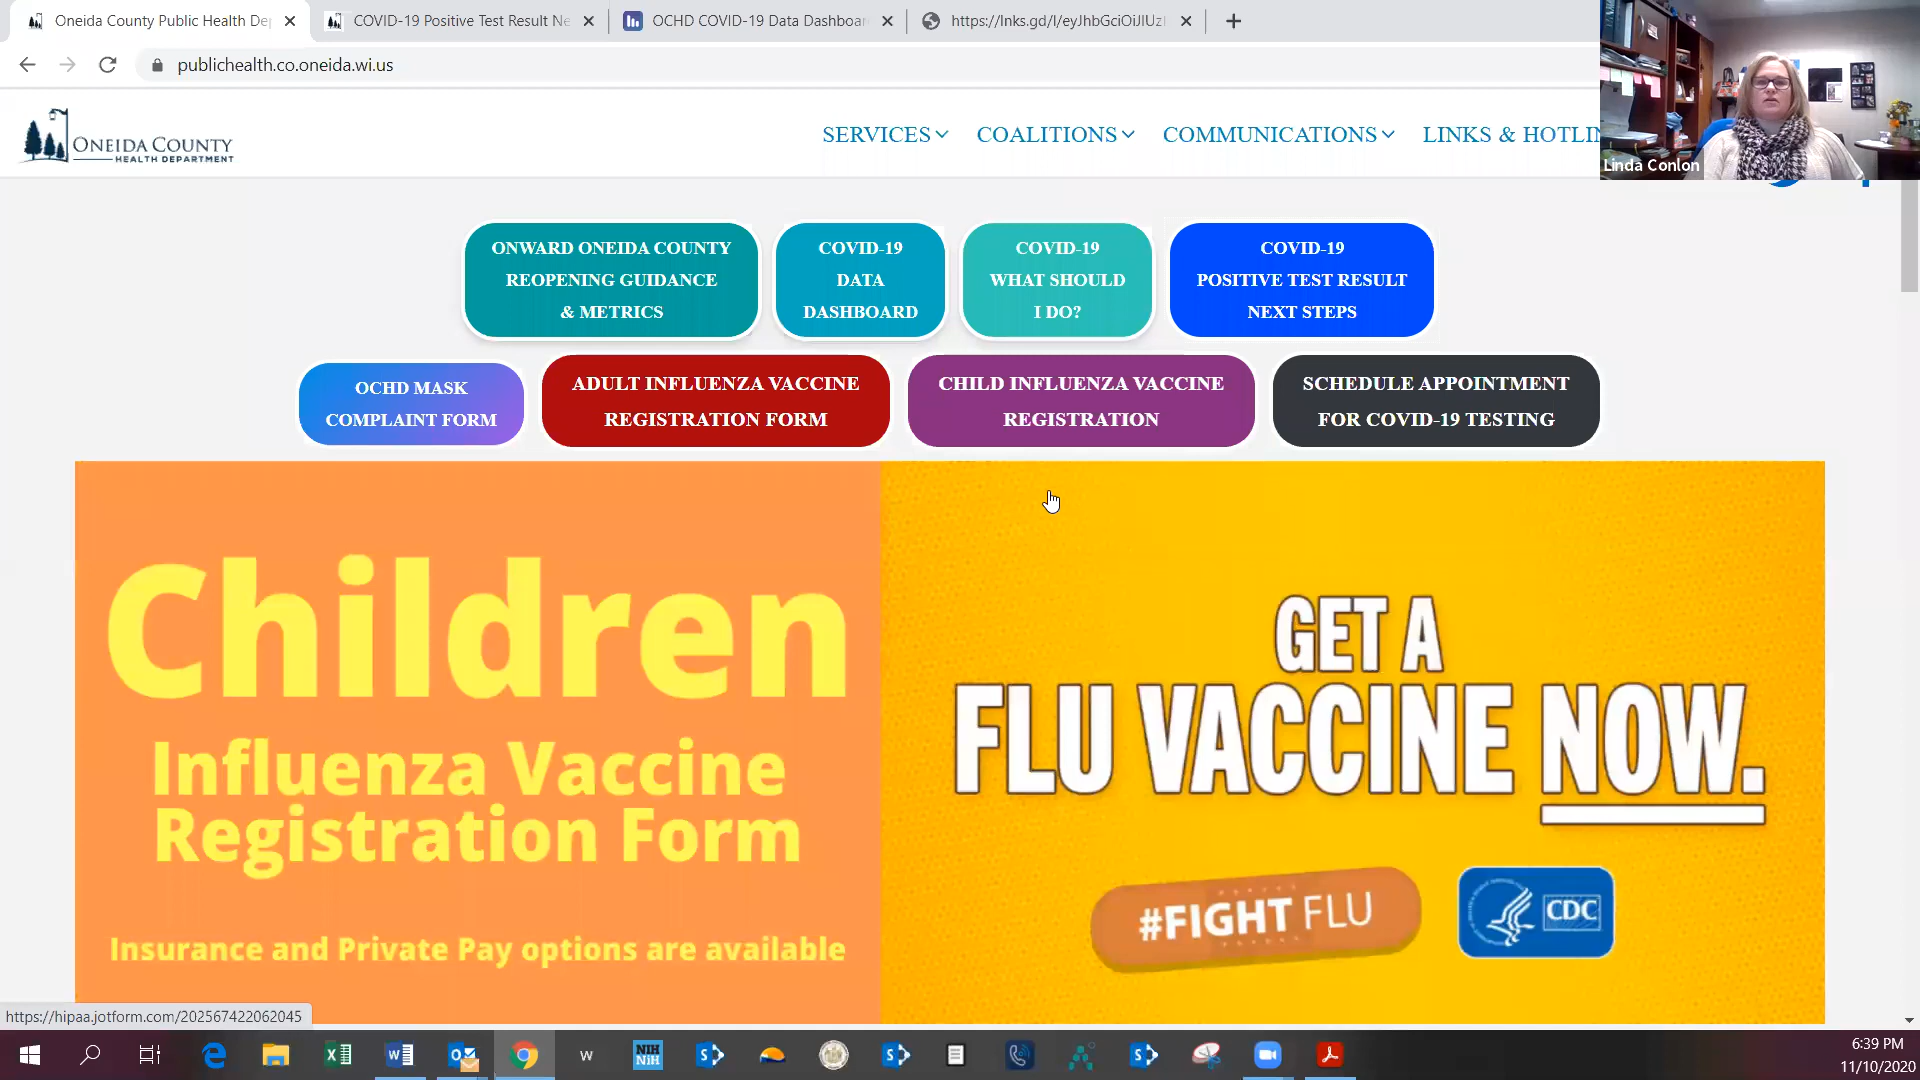 Oneida County Public Health De
COVID-19 Positive Test Result Ne
OCHD COVID-19 Data Dashboar
https://lnks.gd/l/eyJhbGciOiJIUzI
publichealth.co.oneida.wi.us
ONEIDA COUNTY
HEALTH DEPARTMENT
SERVICES
COALITIONS
COMMUNICATIONS
LINKS & HOTLIN
Linda Conlon
ONWARD ONEIDA COUNTY
REOPENING GUIDANCE
& METRICS
COVID-19
DATA
DASHBOARD
COVID-19
WHAT SHOULD
I DO?
COVID-19
POSITIVE TEST RESULT
NEXT STEPS
OCHD MASK
COMPLAINT FORM
ADULT INFLUENZA VACCINE
REGISTRATION FORM
CHILD INFLUENZA VACCINE
REGISTRATION
SCHEDULE APPOINTMENT
FOR COVID-19 TESTING
Children
Influenza Vaccine
Registration Form
Insurance and Private Pay options are available
GET A
FLU VACCINE NOW.
#FIGHT FLU
CDC
https://hipaa.jotform.com/202567422062045
W
NIH
NIH
6:39 PM
11/10/2020